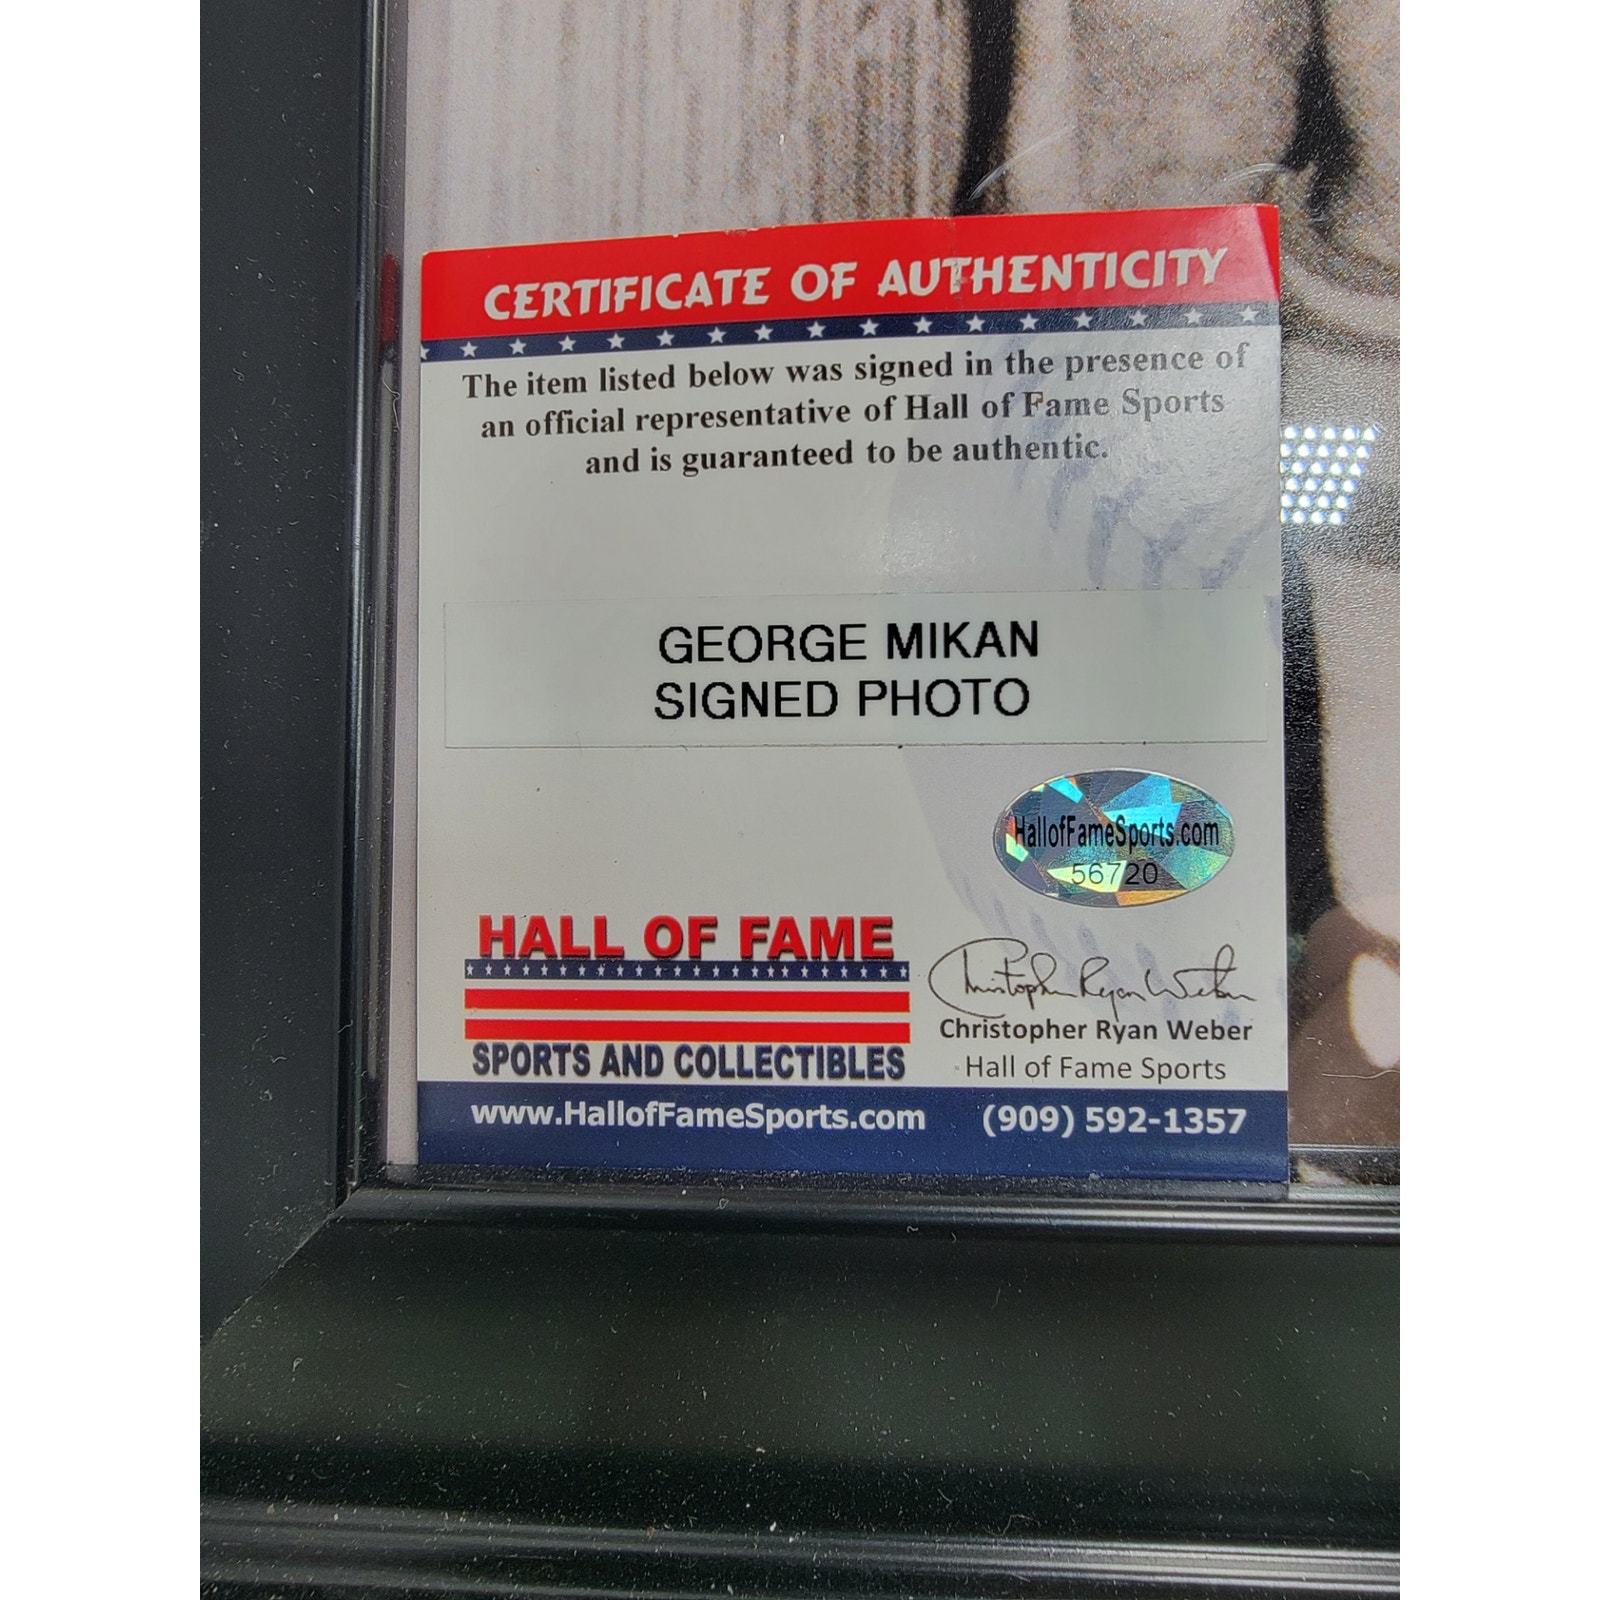 CERTIFICATE OF AUTHENTICITY
The item listed below was signed in the presence of
an official representative of Hall of Fame Sports
and is guaranteed to be authentic.
GEORGE MIKAN
SIGNED PHOTO
HallofFameSports.com
56720
HALL OF FAME
SPORTS AND COLLECTIBLES
Christopher Ryan Weber
Christopher Ryan Weber
Hall of Fame Sports
www.HallofFameSports.com (909) 592-1357